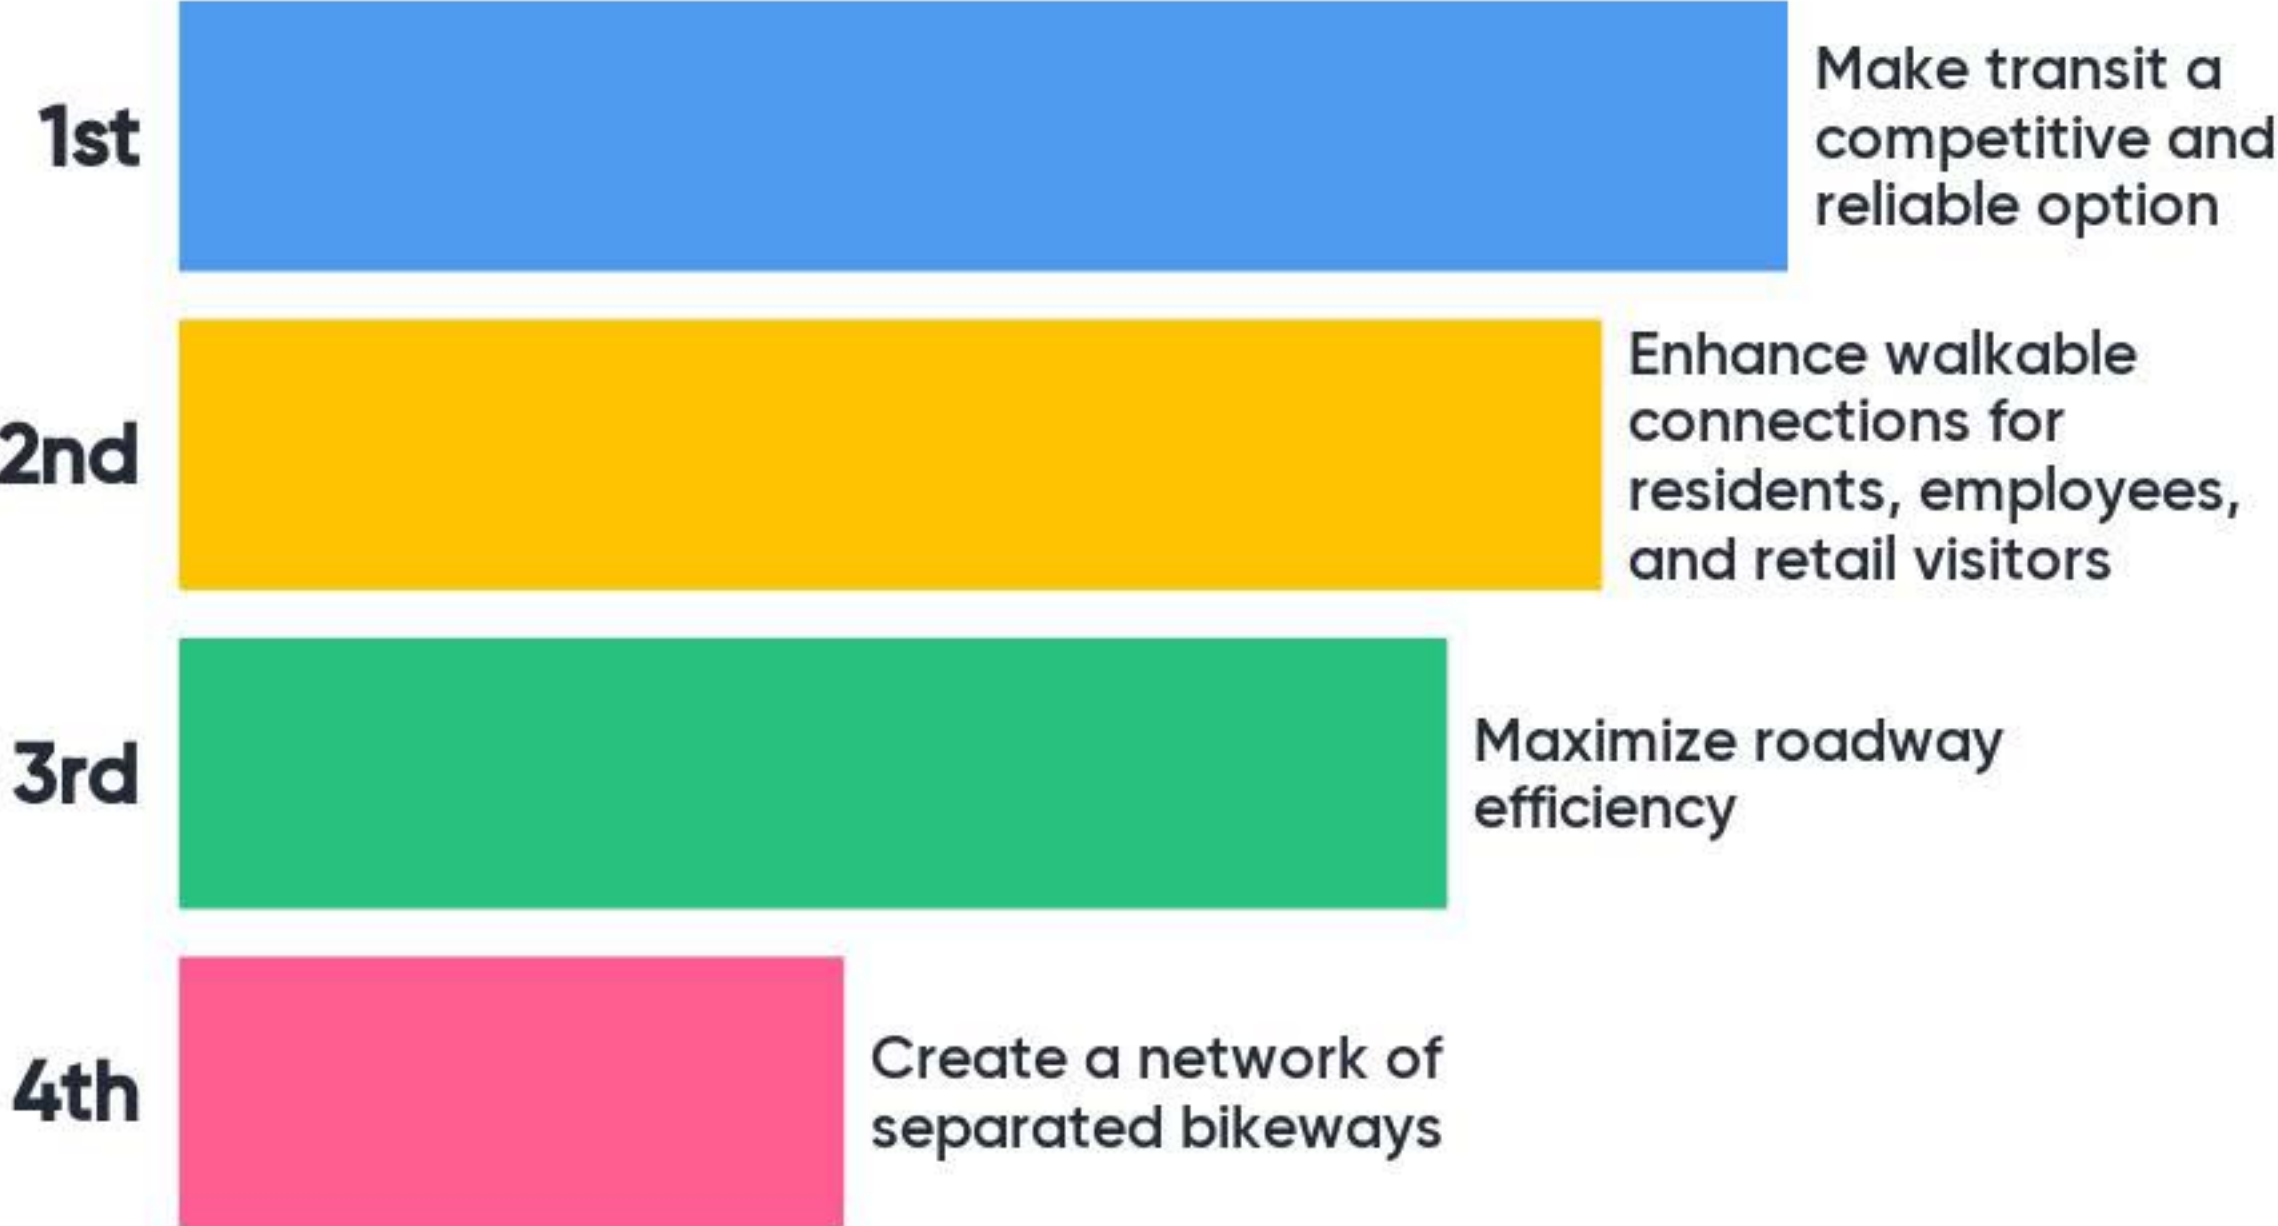 1st
Make transit a
competitive and
reliable option
2nd
Enhance walkable
connections for
residents, employees,
and retail visitors
3rd
Maximize roadway
efficiency
4th
Create a network of
separated bikeways